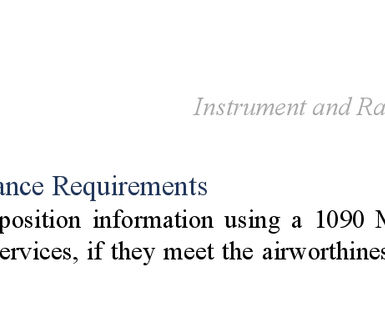 Instrument and Ra
ance Requirements
position information using a 1090 M
ervices, if they meet the airworthines